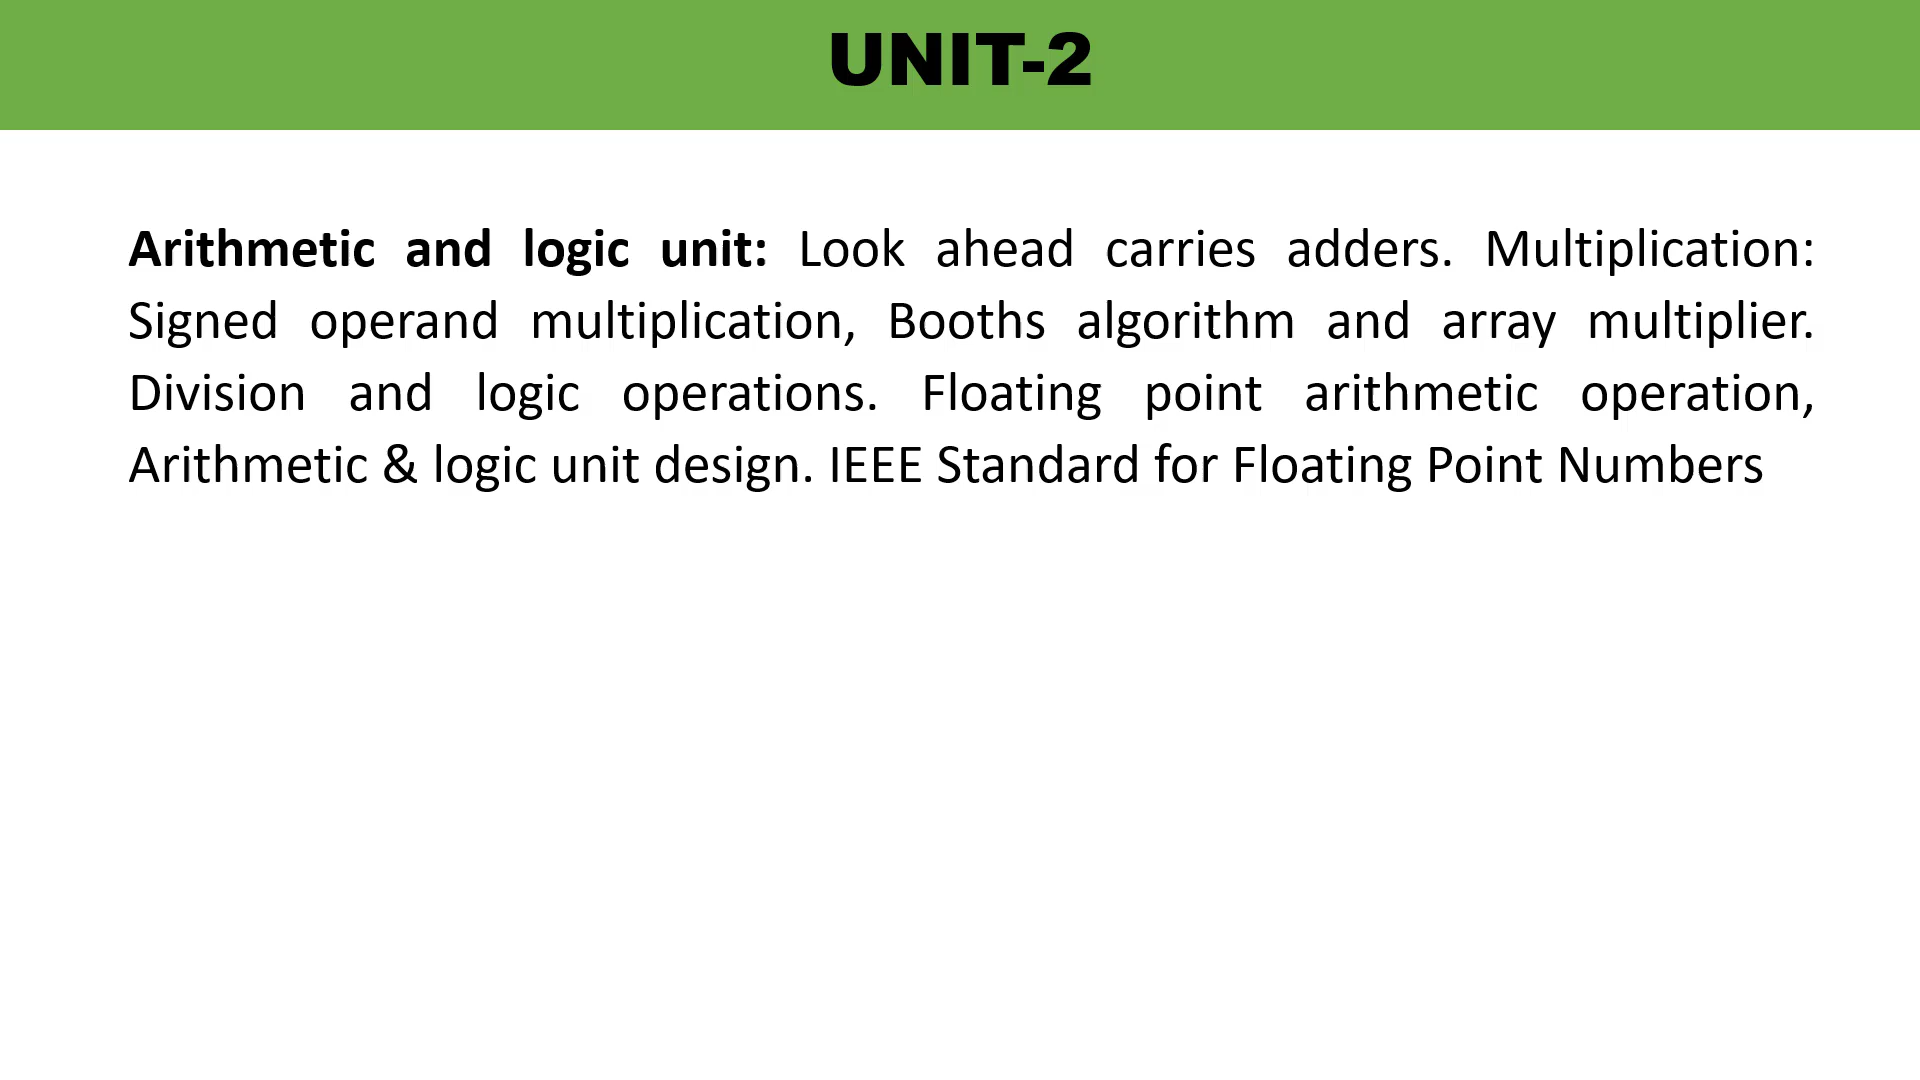 UNIT-2
Arithmetic and logic unit: Look ahead carries adders. Multiplication:
Signed operand multiplication, Booths algorithm and array multiplier.
Division and logic operations. Floating point arithmetic operation,
Arithmetic & logic unit design. IEEE Standard for Floating Point Numbers